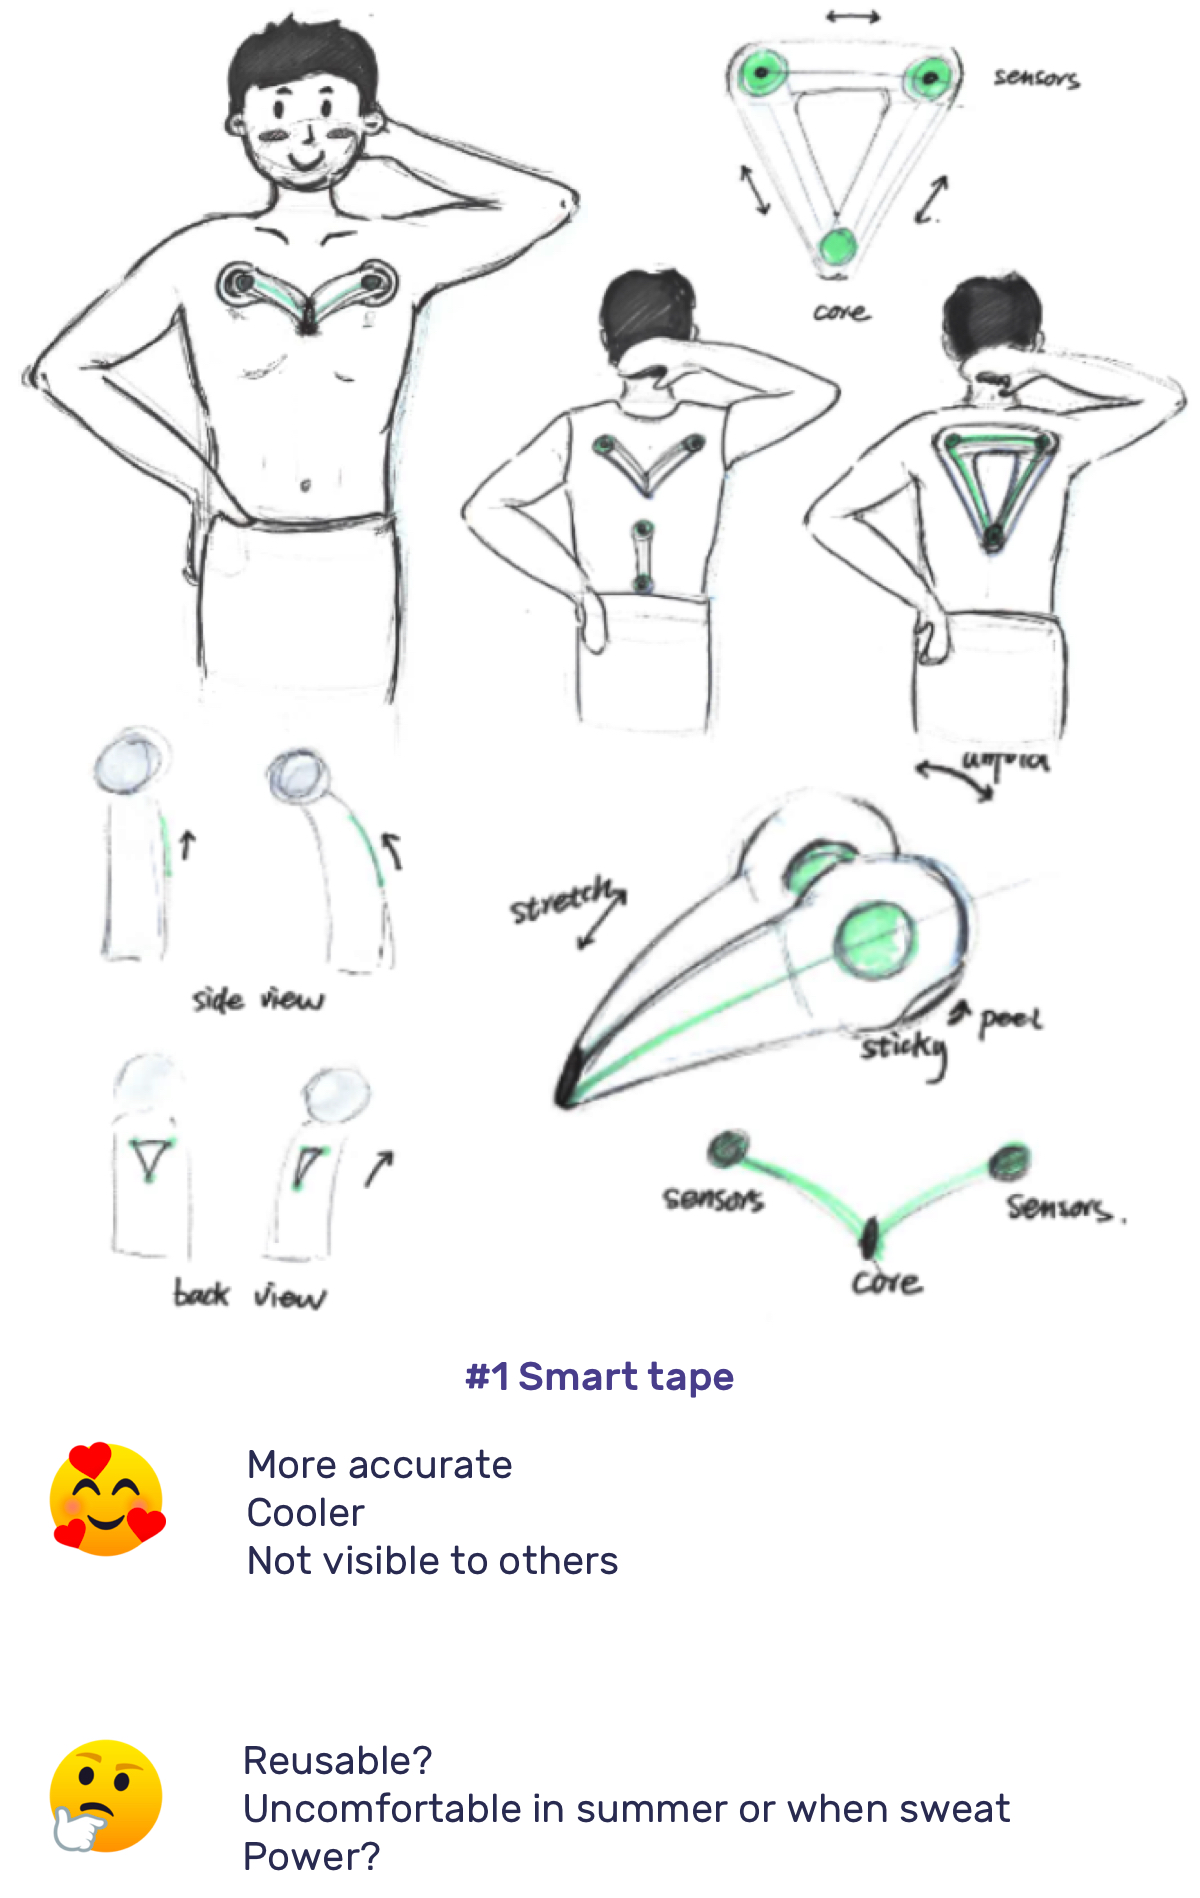 sensors
core
stretch
peel
sticky
side view
sensors
sensors.
core
back view
#1 Smart tape
More accurate
Cooler
Not visible to others
Reusable?
Uncomfortable in summer or when sweat
Power?